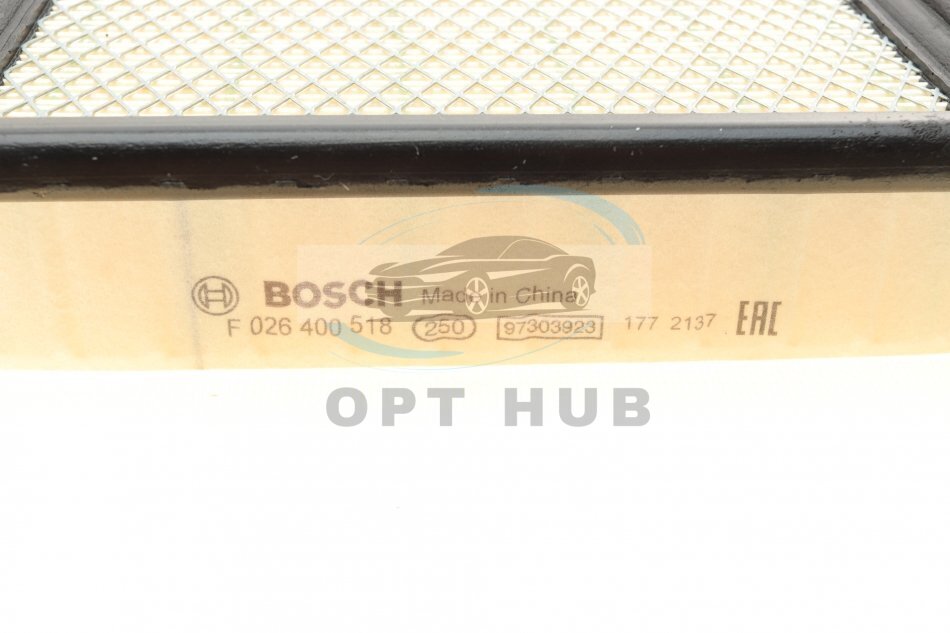 BOSCH Made in China
F 026 400 518 250 97303923 177 2137 EAC
OPT HUB